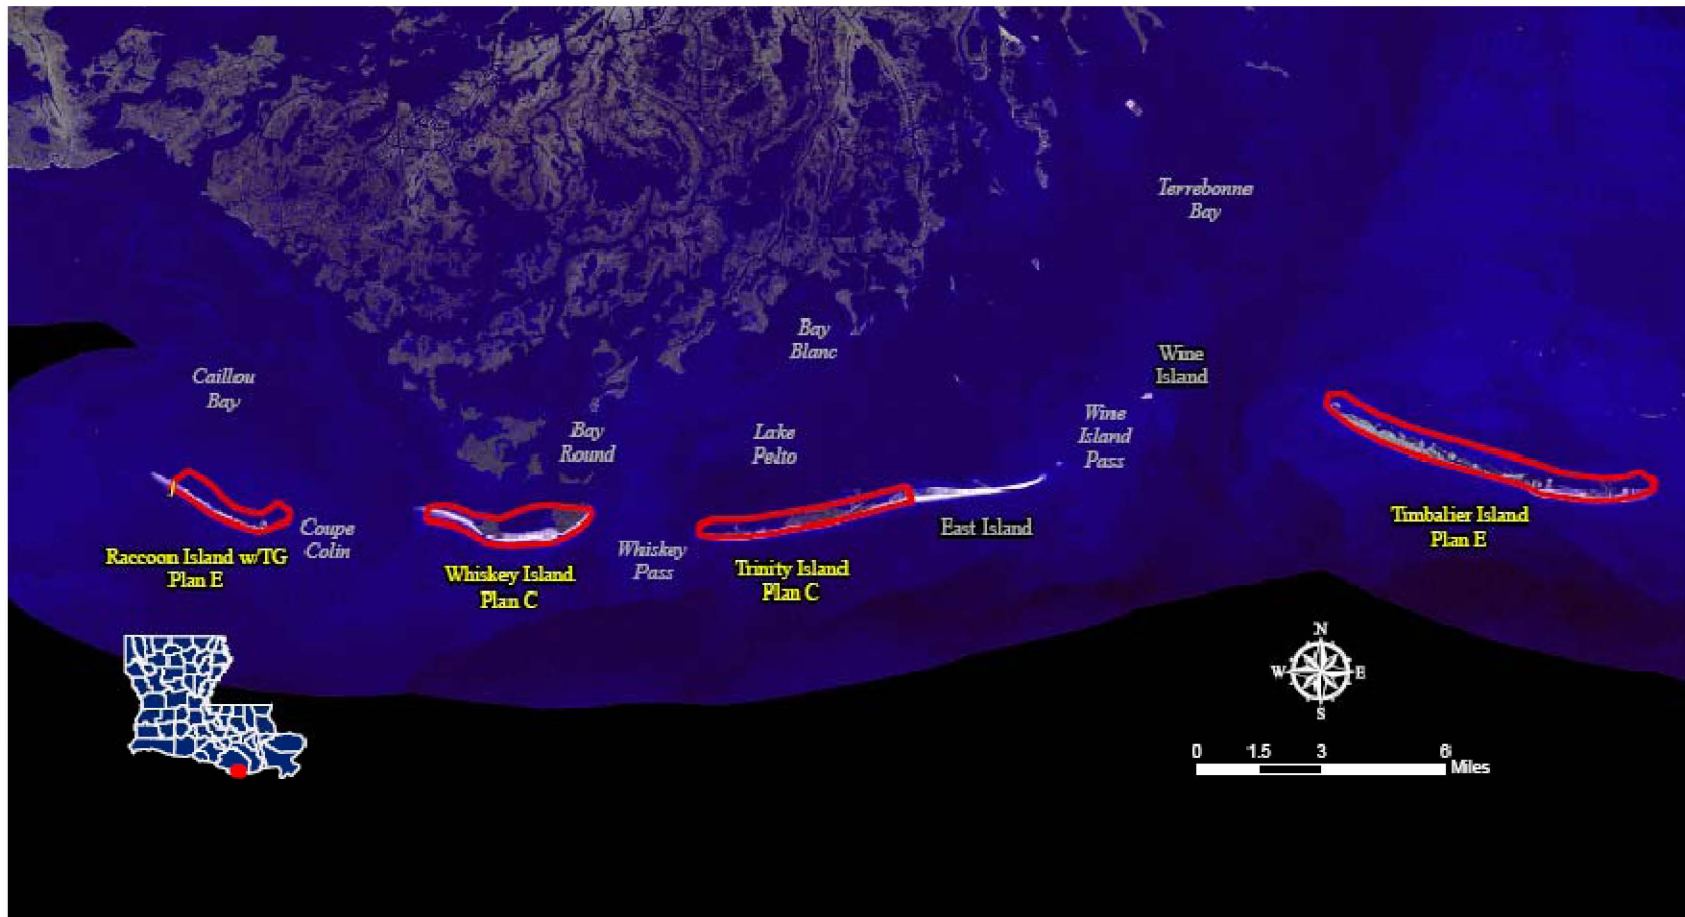 Terrebonne
Bay
Bay
Blanc
Wine
Island
Caillou
Bay
Bay
Round
Lake
Pelto
Wine
Island
Pass
Coupe
Colin
Whiskey
Pass
East Island
Timbalier Island
Plan E
Raccoon Island w/TG
Plan E
Whiskey Island
Plan C
Trinity Island
Plan C
N
W E
S
0 1.5 3 6
Miles